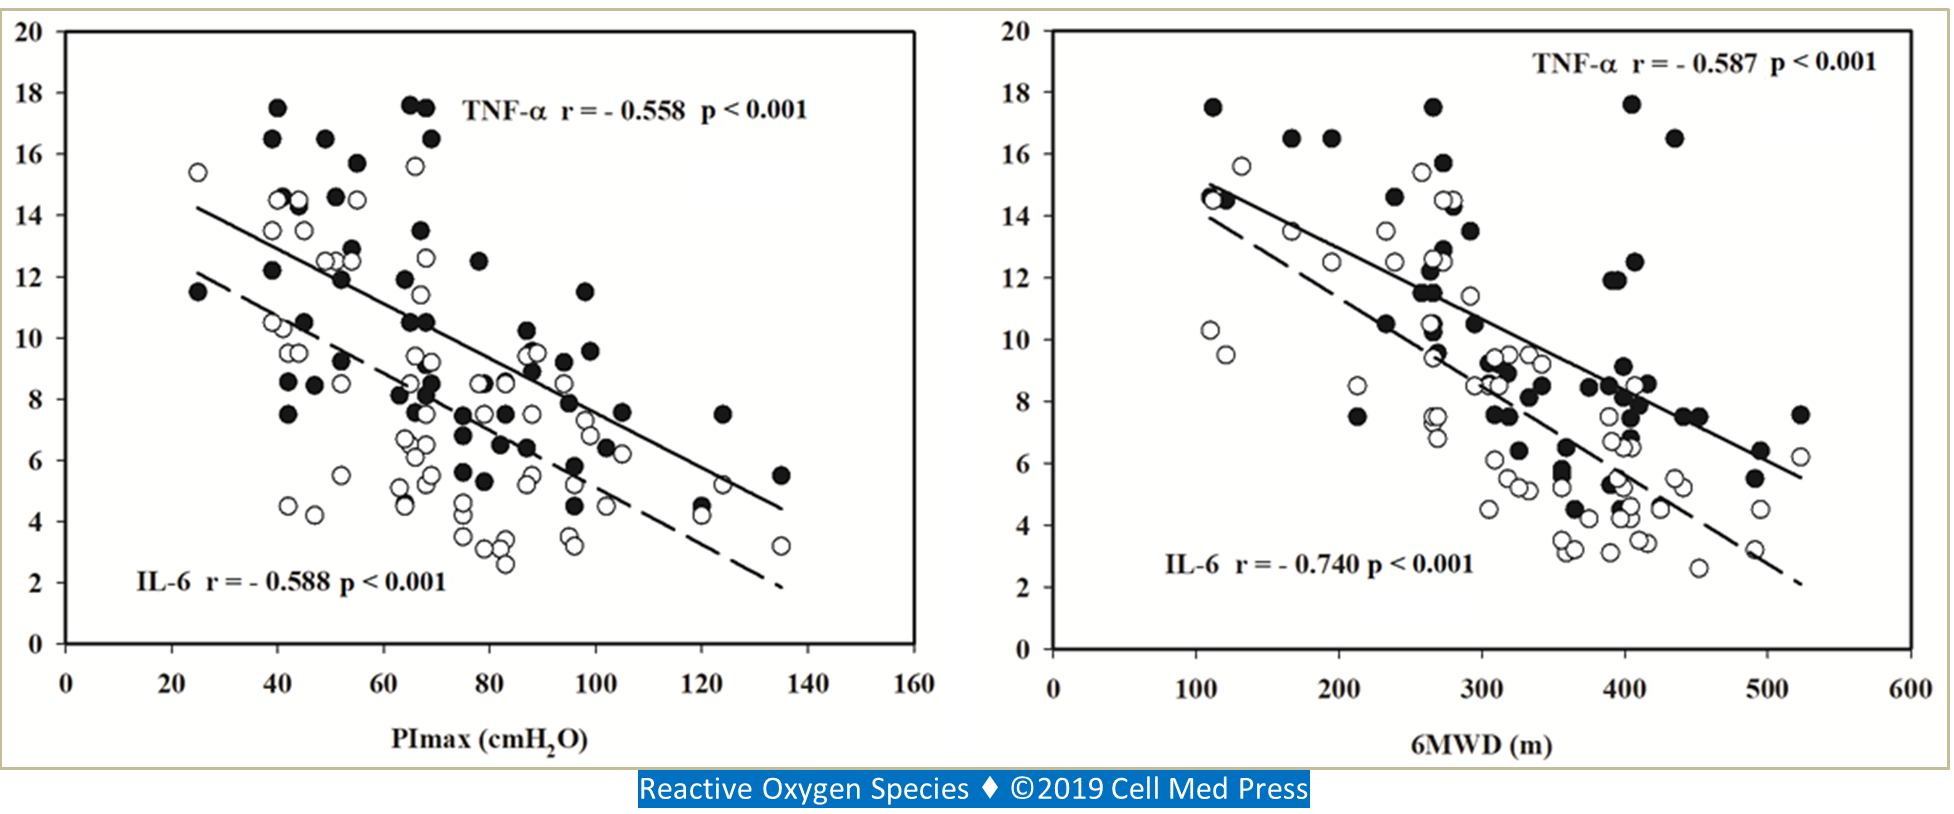 20
18
16
14
12
10
8
6
4
2
0
TNF-α r = - 0.558 p < 0.001
IL-6 r = - 0.588 p < 0.001
0 20 40 60 80 100 120 140 160
PImax (cmH₂O)
20
18
16
14
12
10
8
6
4
2
0
TNF-α r = - 0.587 p < 0.001
IL-6 r = - 0.740 p < 0.001
0 100 200 300 400 500 600
6MWD (m)
Reactive Oxygen Species ♦ ©2019 Cell Med Press